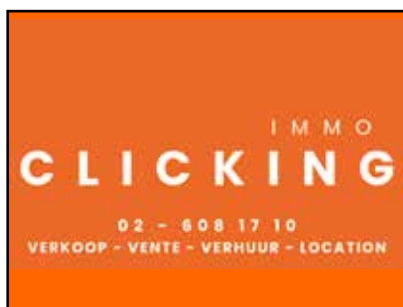 IMMO
CLICKING
02 - 608 17 10
VERKOOP - VENTE - VERHUUR - LOCATION